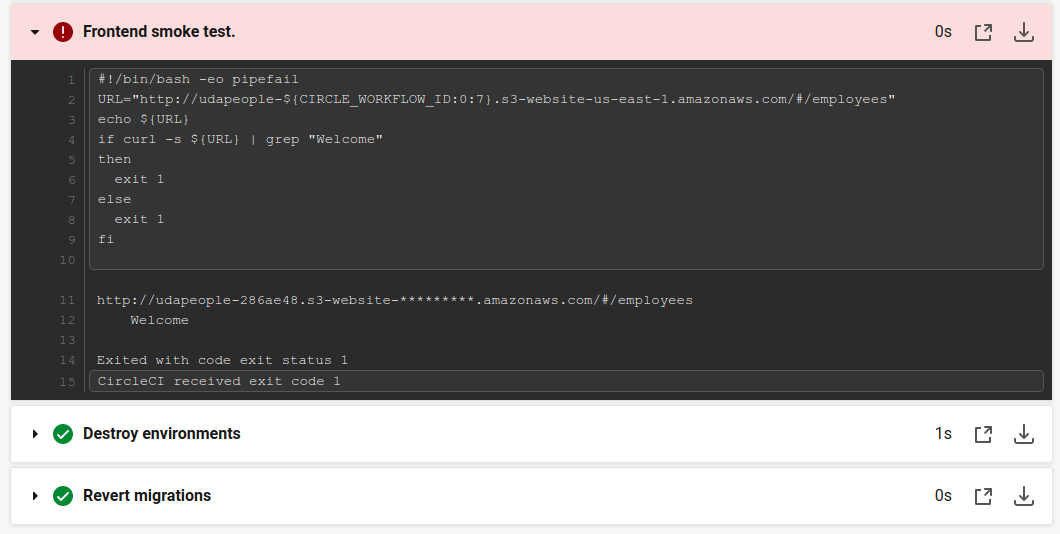 Frontend smoke test. 0s
1 #!/bin/bash -eo pipefail
2 URL="http://udapeople-${CIRCLE_WORKFLOW_ID:0:7}.s3-website-us-east-1.amazonaws.com/#/employees"
3 echo ${URL}
4 if curl -s ${URL} | grep "Welcome"
5 then
6   exit 1
7 else
8   exit 1
9 fi
10
11 http://udapeople-286ae48.s3-website-*********.amazonaws.com/#/employees
12     Welcome
13
14 Exited with code exit status 1
15 CircleCI received exit code 1
Destroy environments 1s
Revert migrations 0s